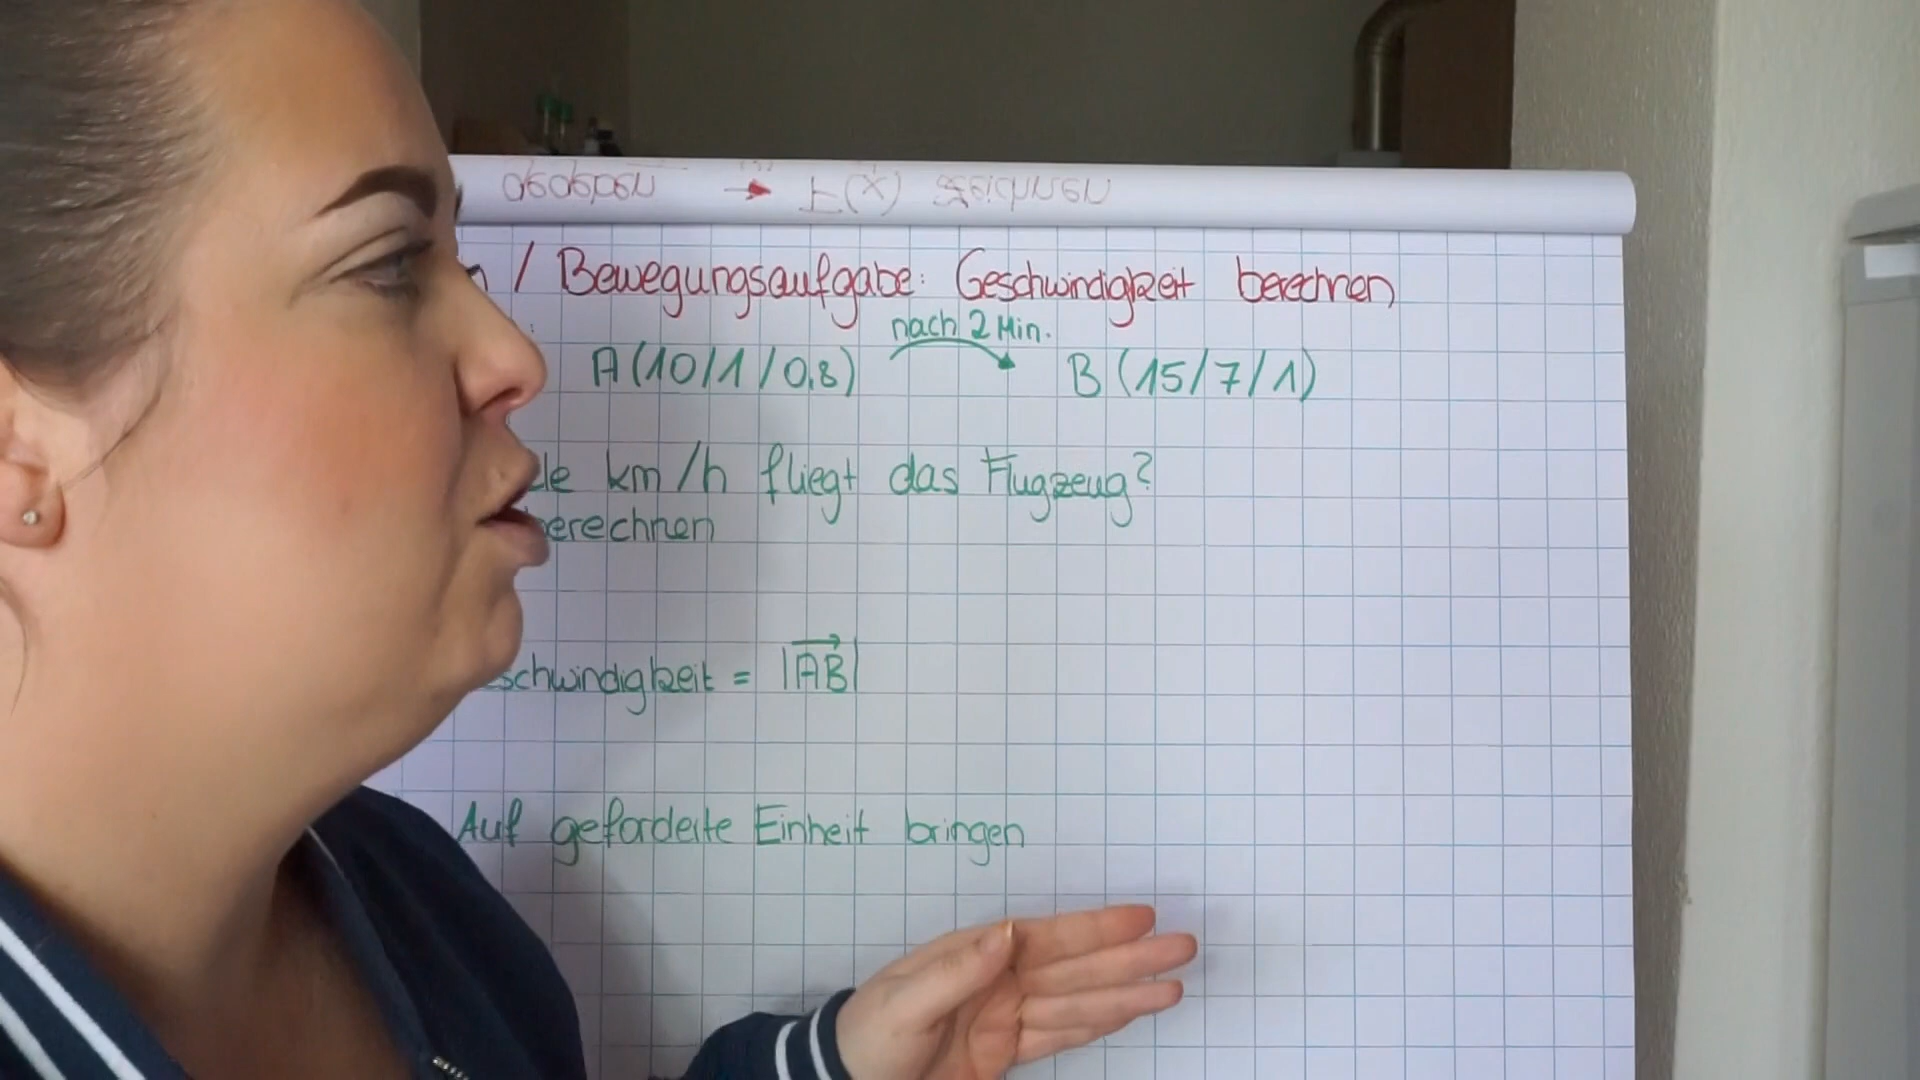 / Bewegungsaufgabe: Geschwindigkeit berechnen
nach 2 Min.
A(10/1/0,8) B(15/7/1)
km/h fliegt das Flugzeug?
berechnen
schwindigkeit = |AB|
Auf geforderte Einheit bringen